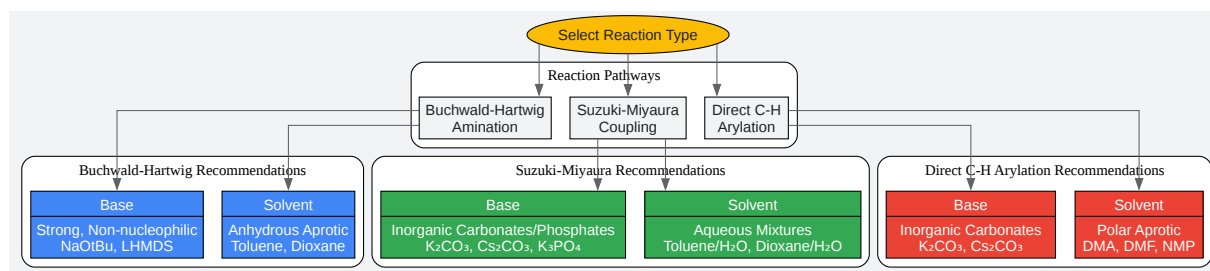 Select Reaction Type
Reaction Pathways
Buchwald-Hartwig
Amination
Suzuki-Miyaura
Coupling
Direct C-H
Arylation
Buchwald-Hartwig Recommendations
Base
Strong, Non-nucleophilic
NaOtBu, LHMDS
Solvent
Anhydrous Aprotic
Toluene, Dioxane
Suzuki-Miyaura Recommendations
Base
Inorganic Carbonates/Phosphates
K₂CO₃, Cs₂CO₃, K₃PO₄
Solvent
Aqueous Mixtures
Toluene/H₂O, Dioxane/H₂O
Direct C-H Arylation Recommendations
Base
Inorganic Carbonates
K₂CO₃, Cs₂CO₃
Solvent
Polar Aprotic
DMA, DMF, NMP